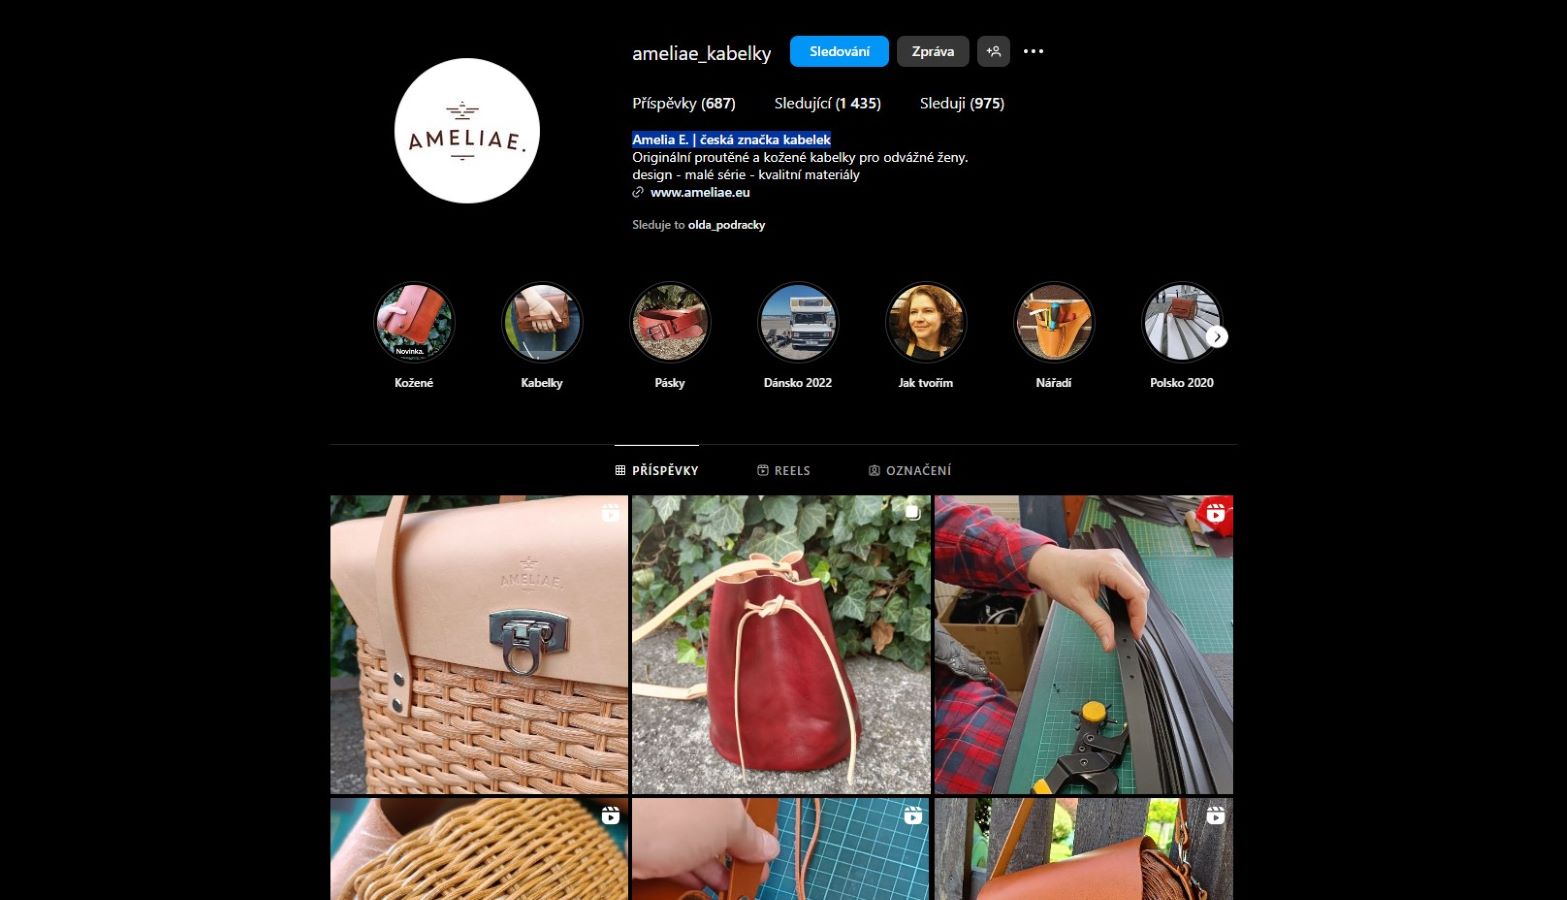 ameliae_kabelky
Sledování
Zpráva
Příspěvky (687)
Sledující (1 435)
Sleduji (975)
AMELIAE.
Amelia E. | česká značka kabelek
Originální proutěné a kožené kabelky pro odvážné ženy.
design - malé série - kvalitní materiály
www.ameliae.eu
Sleduje to olda_podracky
Novinka.
Kožené
Kabelky
Pásky
Dánsko 2022
Jak tvořím
Nářadí
Polsko 2020
PŘÍSPĚVKY
REELS
OZNAČENÍ
AMELIAE.